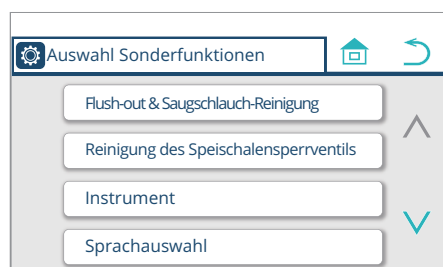 Auswahl Sonderfunktionen
Flush-out & Saugschlauch-Reinigung
Reinigung des Speischalensperrventils
Instrument
Sprachauswahl